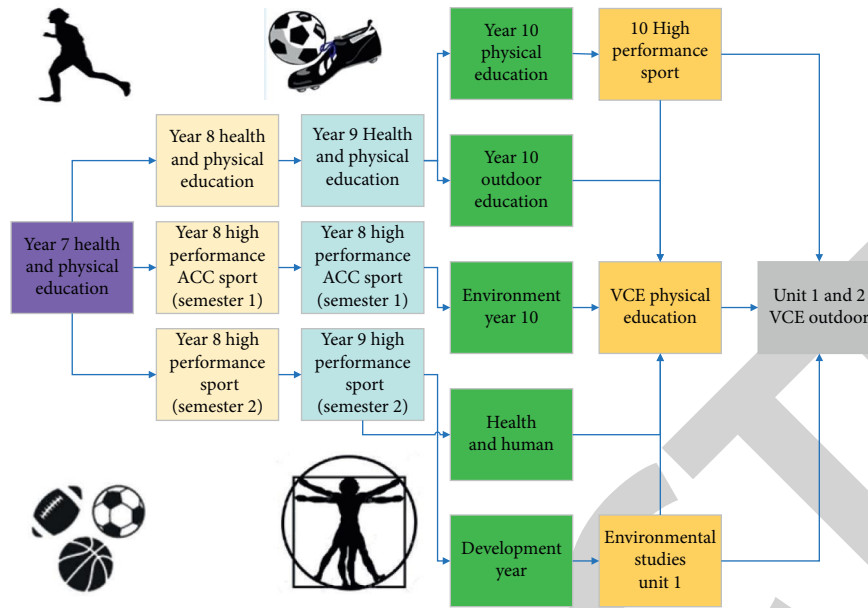 Year 7 health
and physical
education
Year 8 health
and physical
education
Year 8 high
performance
ACC sport
(semester 1)
Year 8 high
performance
sport
(semester 2)
Year 9 Health
and physical
education
Year 8 high
performance
ACC sport
(semester 1)
Year 9 high
performance
sport
(semester 2)
Year 10
physical
education
Year 10
outdoor
education
Environment
year 10
Health
and human
Development
year
10 High
performance
sport
VCE physical
education
Environmental
studies
unit 1
Unit 1 and 2
VCE outdoor